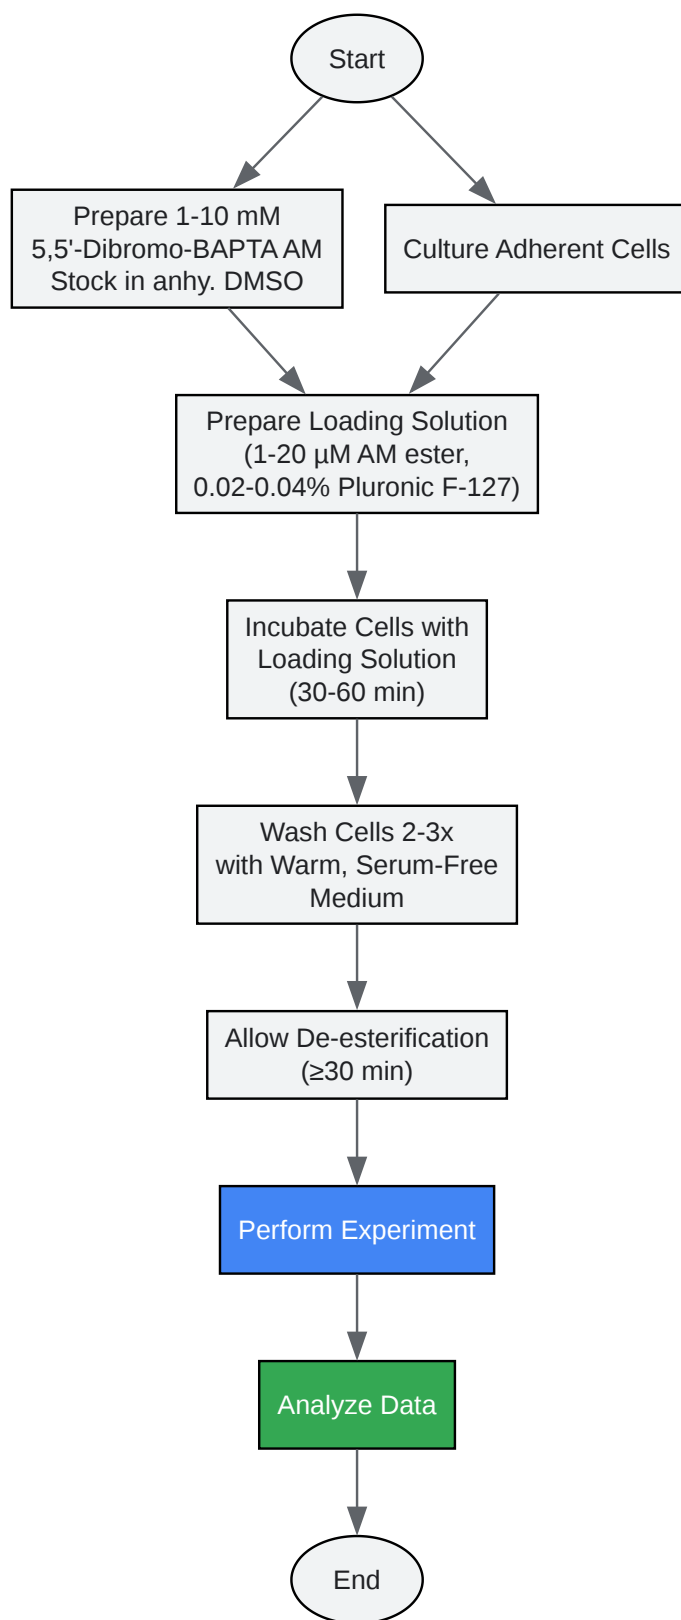 Start
Prepare 1-10 mM
5,5'-Dibromo-BAPTA AM
Stock in anhy. DMSO
Culture Adherent Cells
Prepare Loading Solution
(1-20 µM AM ester,
0.02-0.04% Pluronic F-127)
Incubate Cells with
Loading Solution
(30-60 min)
Wash Cells 2-3x
with Warm, Serum-Free
Medium
Allow De-esterification
(≥30 min)
Perform Experiment
Analyze Data
End